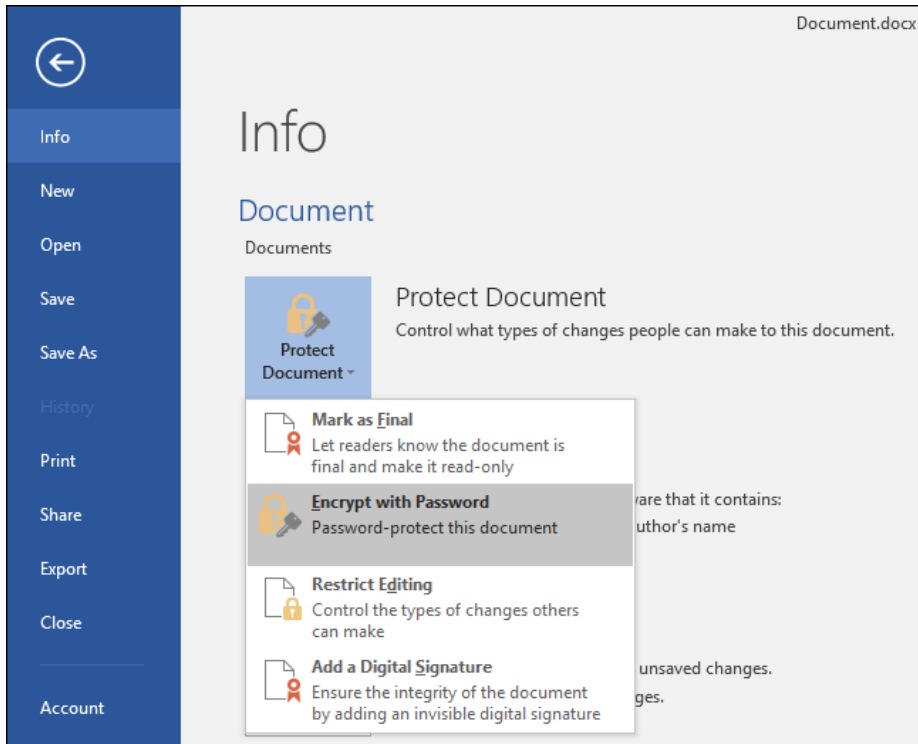 Document.docx
Info
New
Open
Save
Save As
History
Print
Share
Export
Close
Account
Info
Document
Documents
Protect
Document
Protect Document
Control what types of changes people can make to this document.
Mark as Final
Let readers know the document is
final and make it read-only
Encrypt with Password
Password-protect this document
Restrict Editing
Control the types of changes others
can make
Add a Digital Signature
Ensure the integrity of the document
by adding an invisible digital signature
that it contains:
name
unsaved changes.